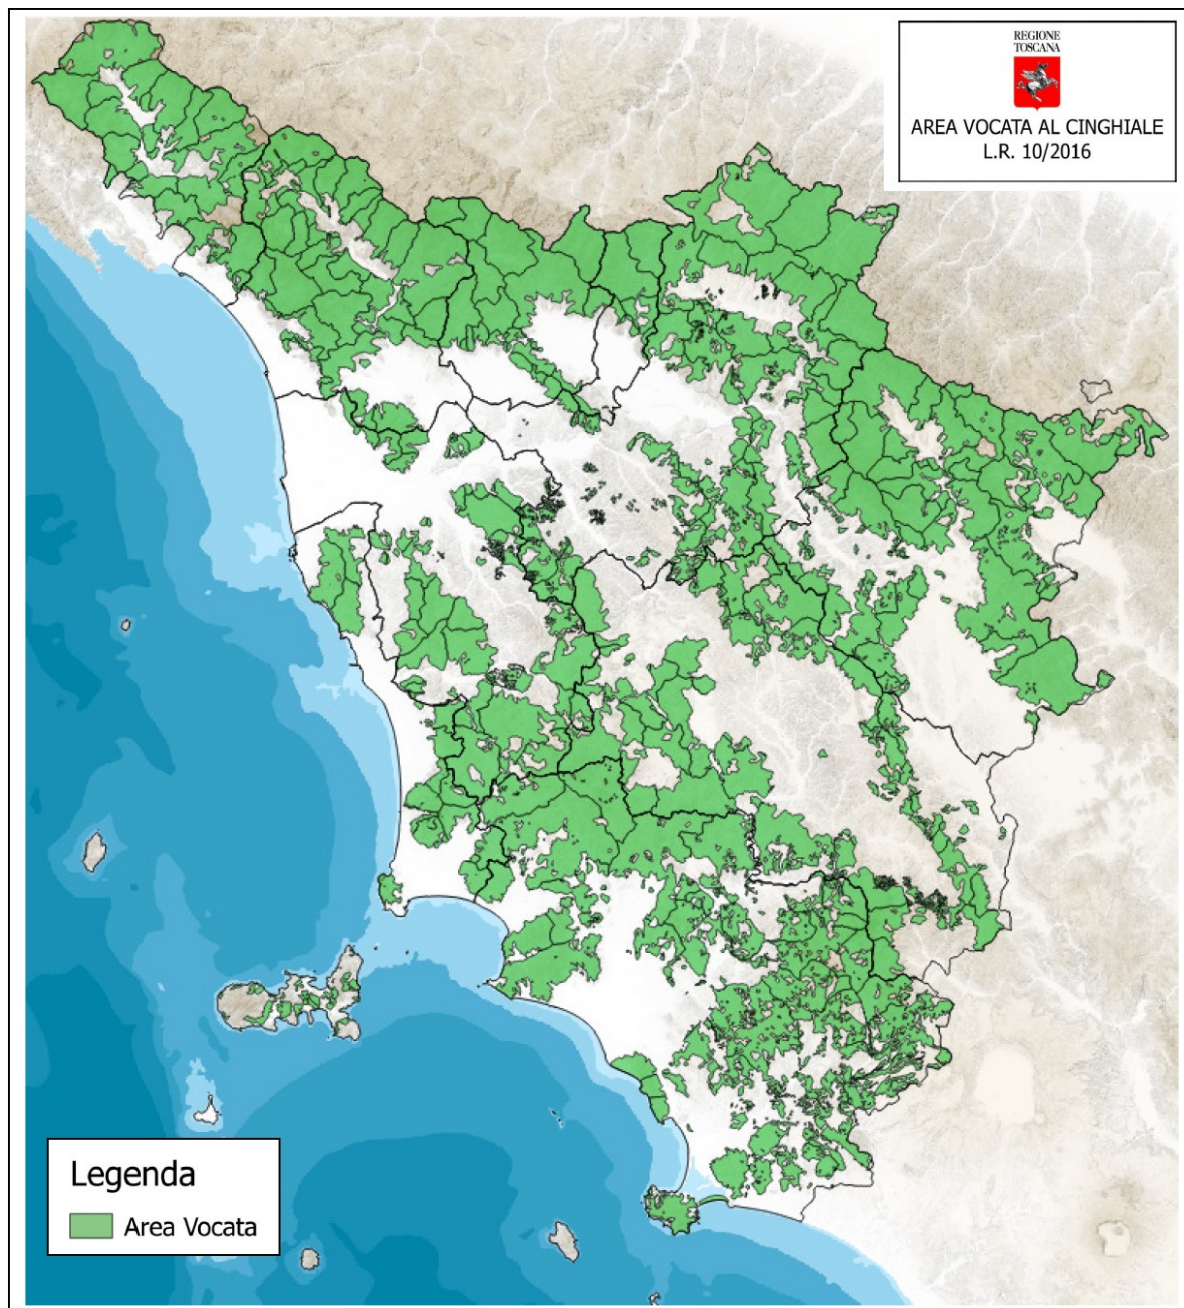 REGIONE
TOSCANA
AREA VOCATA AL CINGHIALE
L.R. 10/2016
Legenda
Area Vocata